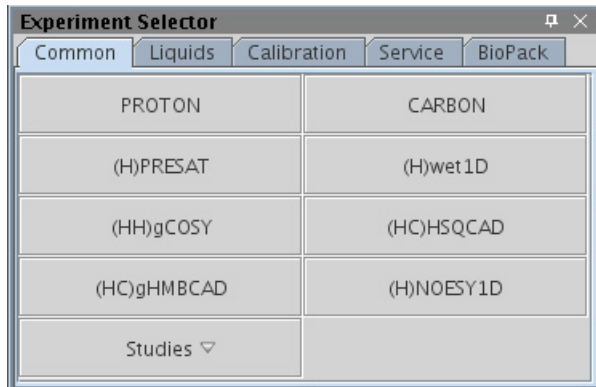 Experiment Selector
Common Liquids Calibration Service BioPack
PROTON CARBON
(H)PRESAT (H)wet1D
(HH)gCOSY (HC)HSQCAD
(HC)gHMBCAD (H)NOESY1D
Studies